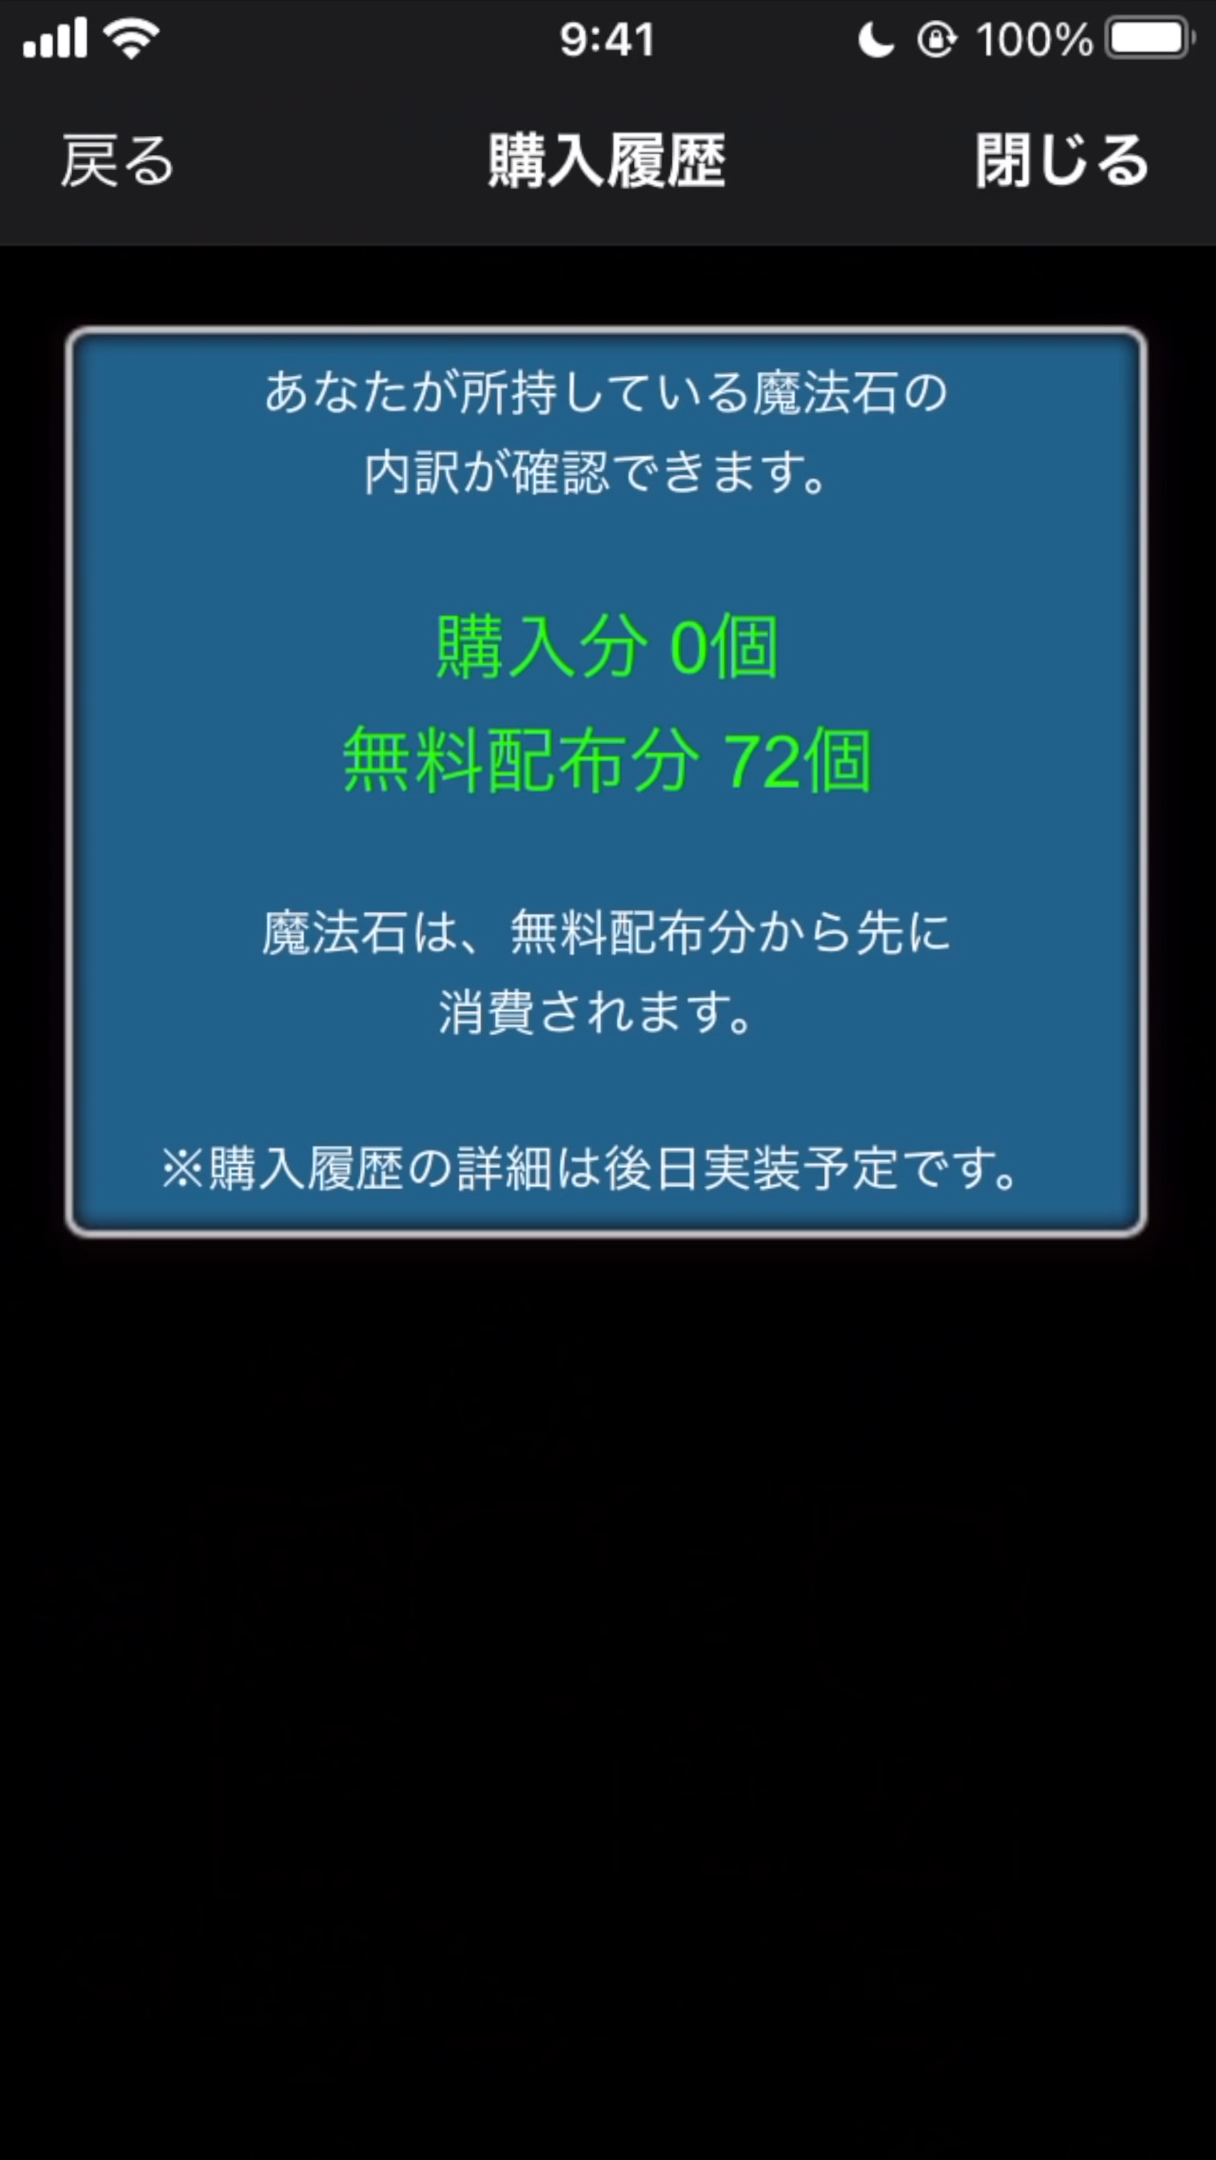 9:41
100%
戻る 購入履歴 閉じる
あなたが所持している魔法石の
内訳が確認できます。
購入分 0個
無料配布分 72個
魔法石は、無料配布分から先に
消費されます。
※購入履歴の詳細は後日実装予定です。